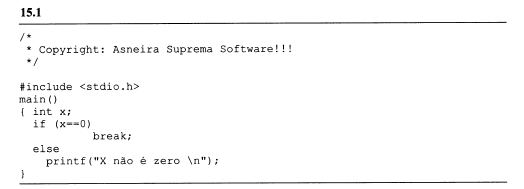 15.1
/*
 * Copyright: Asneira Suprema Software!!!
 */
#include <stdio.h>
main()
{ int x;
  if (x==0)
          break;
  else
    printf("X não é zero \n");
}